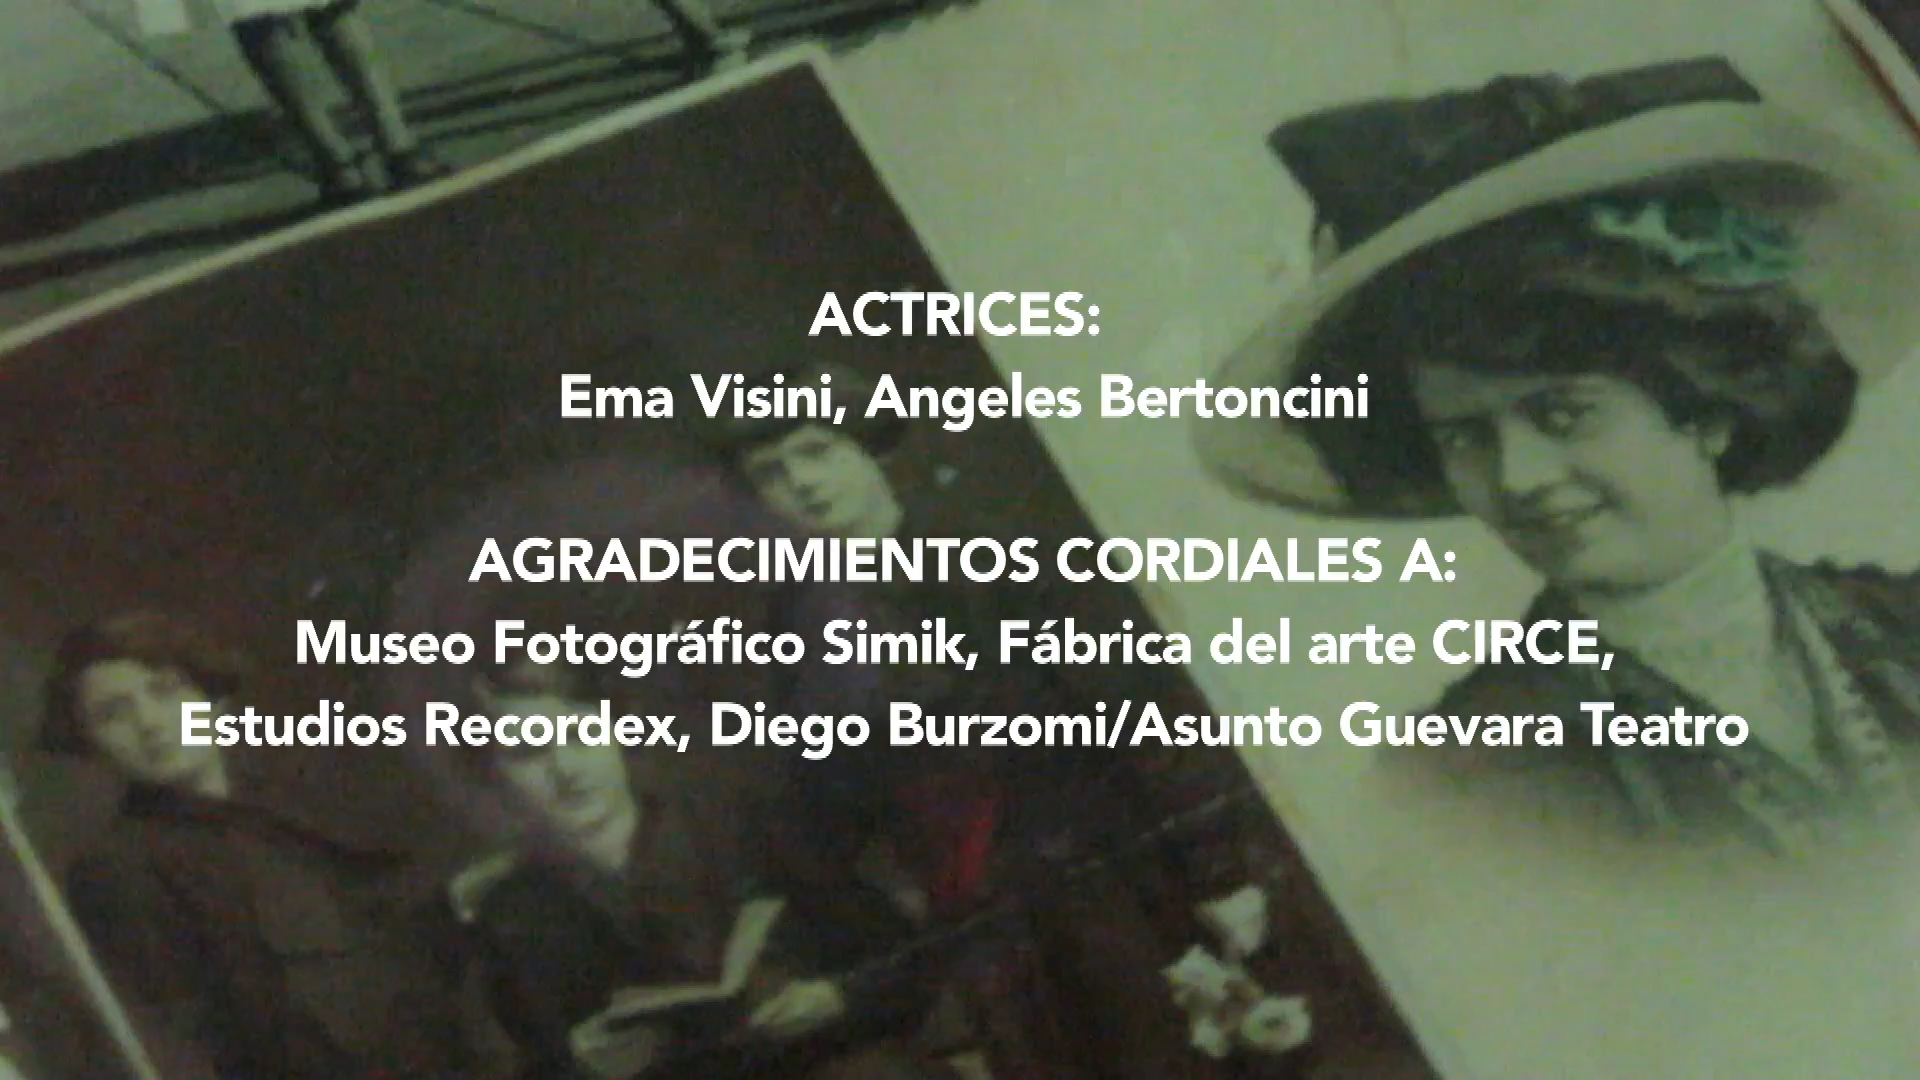 ACTRICES:
Ema Visini, Angeles Bertoncini
AGRADECIMIENTOS CORDIALES A:
Museo Fotográfico Simik, Fábrica del arte CIRCE,
Estudios Recordex, Diego Burzomi/Asunto Guevara Teatro